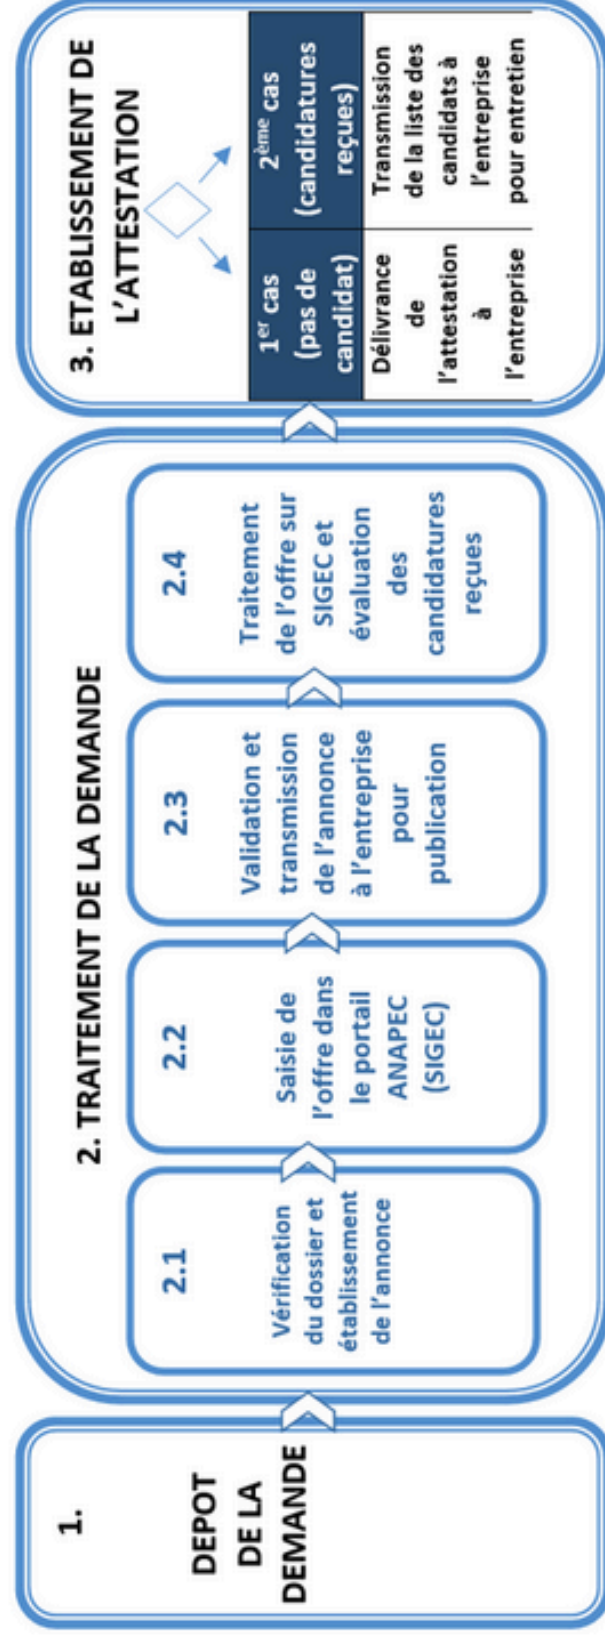 1.
DEPOT
DE LA
DEMANDE
2. TRAITEMENT DE LA DEMANDE
2.1
Vérification
du dossier et
établissement
de l'annonce
2.2
Saisie de
l'offre dans
le portail
ANAPEC
(SIGEC)
2.3
Validation et
transmission
de l'annonce
à l'entreprise
pour
publication
2.4
Traitement
de l'offre sur
SIGEC et
évaluation
des
candidatures
reçues
3. ETABLISSEMENT DE
L'ATTESTATION
1er cas
(pas de
candidat)
Délivrance
de
l'attestation
à
l'entreprise
2ème cas
(candidatures
reçues)
Transmission
de la liste des
candidats à
l'entreprise
pour entretien